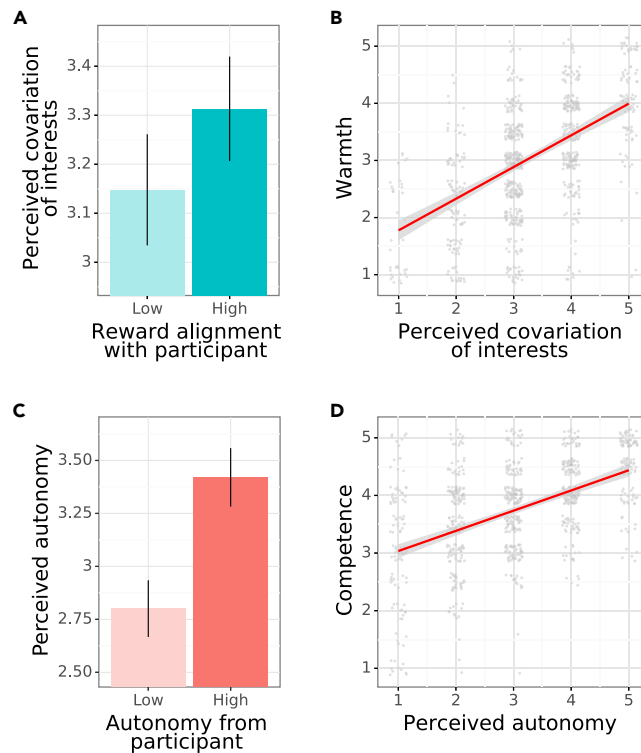 A
Perceived covariation
of interests
3.4
3.3
3.2
3.1
3
Low High
Reward alignment
with participant
B
Warmth
5
4
3
2
1
1 2 3 4 5
Perceived covariation
of interests
C
Perceived autonomy
3.50
3.25
3
2.75
2.50
Low High
Autonomy from
participant
D
Competence
5
4
3
2
1
1 2 3 4 5
Perceived autonomy